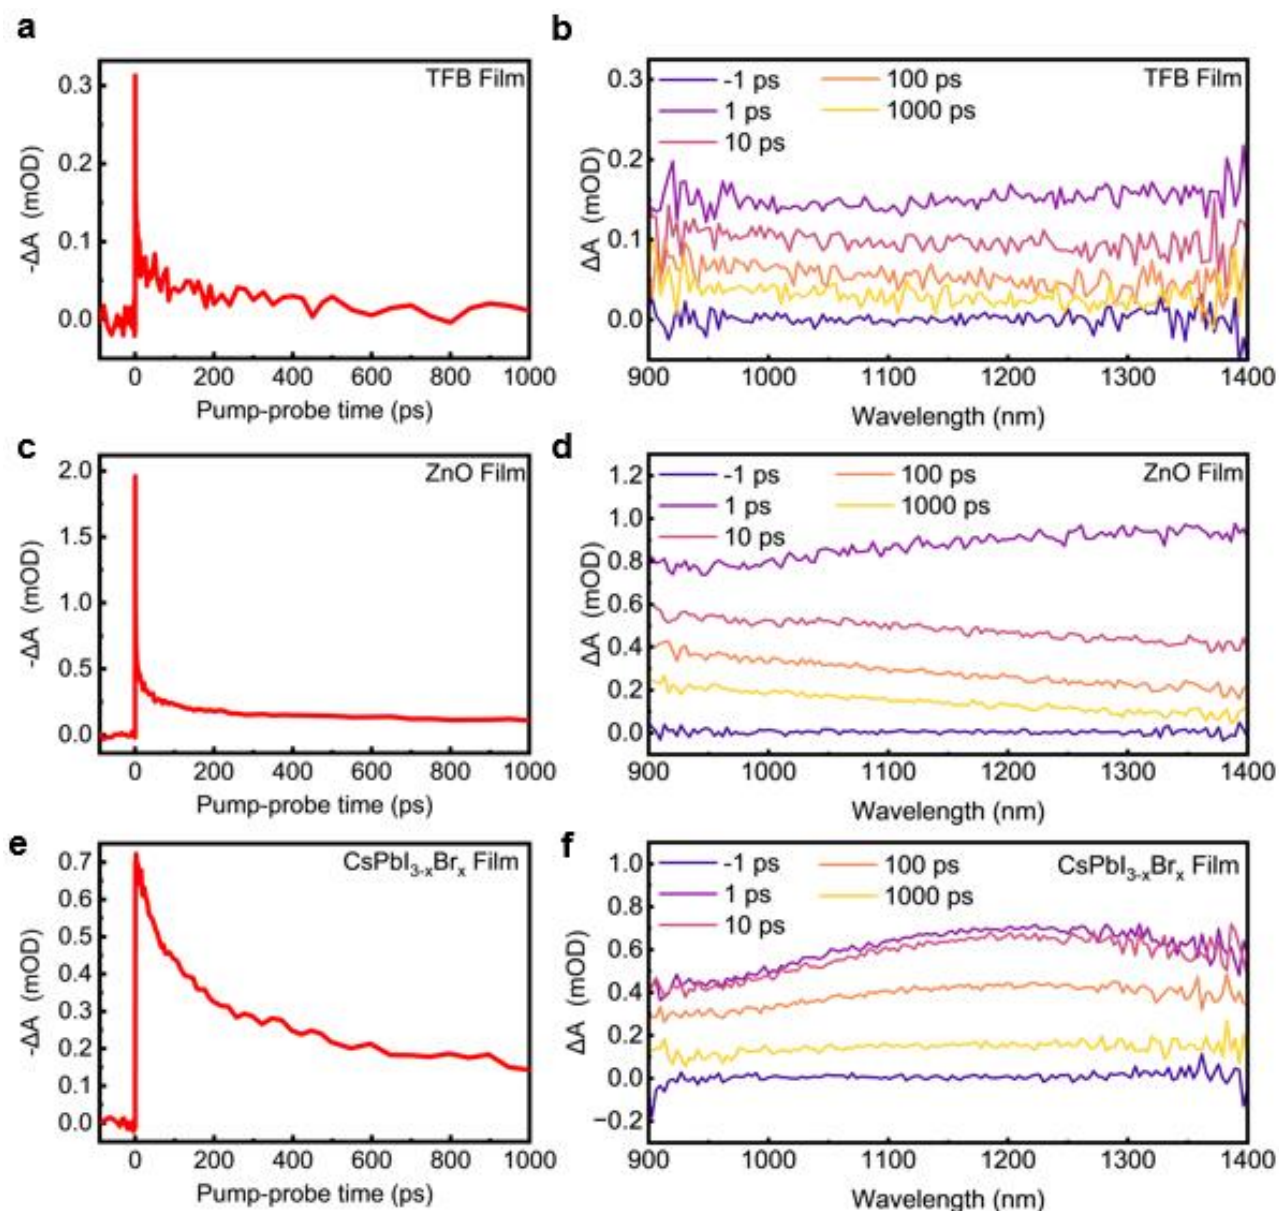 a
TFB Film
0.3
0.2
0.1
0.0
-ΔA (mOD)
0 200 400 600 800 1000
Pump-probe time (ps)
b
-1 ps 100 ps TFB Film
1 ps 1000 ps
10 ps
0.3
0.2
0.1
0.0
ΔA (mOD)
900 1000 1100 1200 1300 1400
Wavelength (nm)
c
ZnO Film
2.0
1.5
1.0
0.5
0.0
-ΔA (mOD)
0 200 400 600 800 1000
Pump-probe time (ps)
d
-1 ps 100 ps ZnO Film
1 ps 1000 ps
10 ps
1.2
1.0
0.8
0.6
0.4
0.2
0.0
ΔA (mOD)
900 1000 1100 1200 1300 1400
Wavelength (nm)
e
CsPbI₃₋ₓBrₓ Film
0.7
0.6
0.5
0.4
0.3
0.2
0.1
0.0
-ΔA (mOD)
0 200 400 600 800 1000
Pump-probe time (ps)
f
-1 ps 100 ps CsPbI₃₋ₓBrₓ Film
1 ps 1000 ps
10 ps
1.0
0.8
0.6
0.4
0.2
0.0
−0.2
ΔA (mOD)
900 1000 1100 1200 1300 1400
Wavelength (nm)